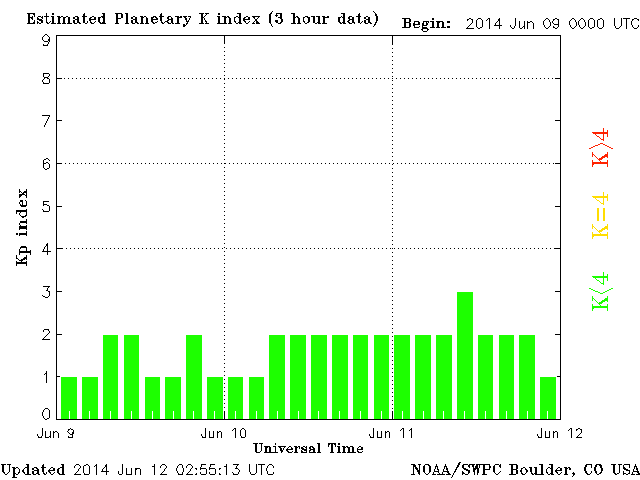 Estimated Planetary K index (3 hour data) Begin: 2014 Jun 09 0000 UTC
9
8
7
6
5
4
3
2
1
0
Kp index
K>4
K=4
K<4
Jun 9 Jun 10 Jun 11 Jun 12
Universal Time
Updated 2014 Jun 12 02:55:13 UTC NOAA/SWPC Boulder, CO USA